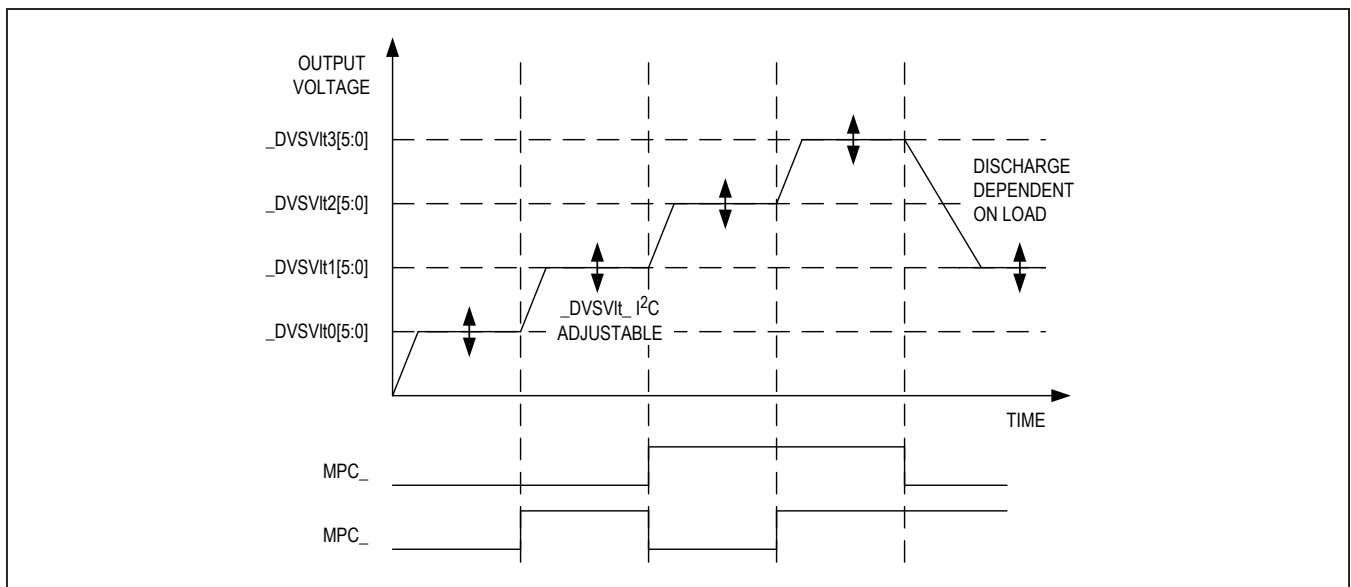 OUTPUT
VOLTAGE
_DVSVlt3[5:0]
_DVSVlt2[5:0]
_DVSVlt1[5:0]
_DVSVlt0[5:0]
DISCHARGE
DEPENDENT
ON LOAD
_DVSVlt_ I²C
ADJUSTABLE
TIME
MPC_
MPC_